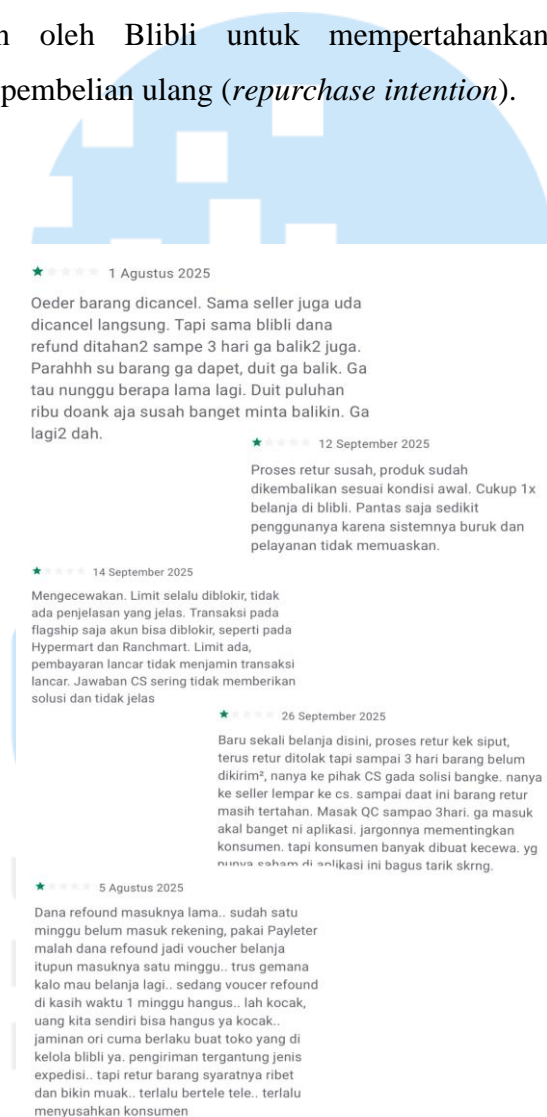 n oleh Blibli untuk mempertahankan
pembelian ulang (repurchase intention).
1 Agustus 2025
Oeder barang dicancel. Sama seller juga uda
dicancel langsung. Tapi sama blibli dana
refund ditahan2 sampe 3 hari ga balik2 juga.
Parahhh su barang ga dapet, duit ga balik. Ga
tau nunggu berapa lama lagi. Duit puluhan
ribu doank aja susah banget minta balikin. Ga
lagi2 dah.
12 September 2025
Proses retur susah, produk sudah
dikembalikan sesuai kondisi awal. Cukup 1x
belanja di blibli. Pantas saja sedikit
penggunanya karena sistemnya buruk dan
pelayanan tidak memuaskan.
14 September 2025
Mengecewakan. Limit selalu diblokir, tidak
ada penjelasan yang jelas. Transaksi pada
flagship saja akun bisa diblokir, seperti pada
Hypermart dan Ranchmart. Limit ada,
pembayaran lancar tidak menjamin transaksi
lancar. Jawaban CS sering tidak memberikan
solusi dan tidak jelas
26 September 2025
Baru sekali belanja disini, proses retur kek siput,
terus retur ditolak tapi sampai 3 hari barang belum
dikirim², nanya ke pihak CS gada solisi bangke. nanya
ke seller lempar ke cs. sampai daat ini barang retur
masih tertahan. Masak QC sampao 3hari. ga masuk
akal banget ni aplikasi. jargonnya mementingkan
konsumen. tapi konsumen banyak dibuat kecewa. yg
punya saham di aplikasi ini bagus tarik skrng.
5 Agustus 2025
Dana refound masuknya lama.. sudah satu
minggu belum masuk rekening, pakai Payleter
malah dana refound jadi voucher belanja
itupun masuknya satu minggu.. trus gemana
kalo mau belanja lagi.. sedang voucer refound
di kasih waktu 1 minggu hangus.. lah kocak,
uang kita sendiri bisa hangus ya kocak..
jaminan ori cuma berlaku buat toko yang di
kelola blibli ya. pengiriman tergantung jenis
expedisi.. tapi retur barang syaratnya ribet
dan bikin muak.. terlalu bertele tele.. terlalu
menyusahkan konsumen